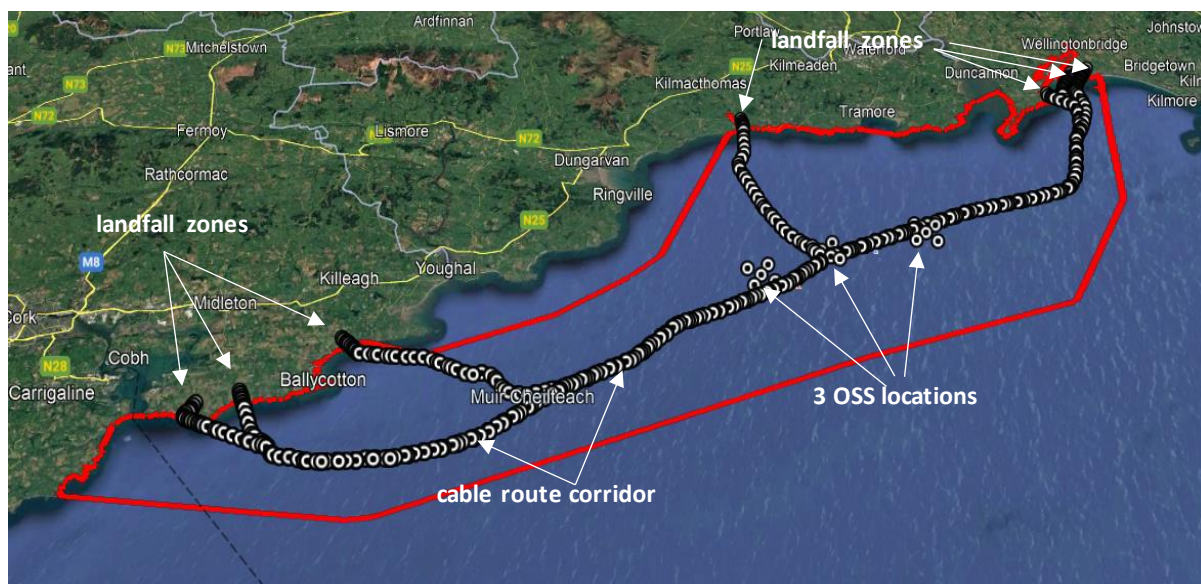 Ardfinnan
N73
Mitchelstown
Portlaw
landfall zones
Waterford
Wellingtonbridge
Johnstow
N25
Kilmeaden
Duncannon
Bridgetown
N73
Kilmacthomas
Kilmore
N72
Tramore
Fermoy
Lismore
N72
Dungarvan
Rathcormac
Ringville
landfall zones
N25
M8
Killeagh
Youghal
Midleton
Cork
Cobh
N28
Ballycotton
Carrigaline
Muir Cheilteach
3 OSS locations
cable route corridor